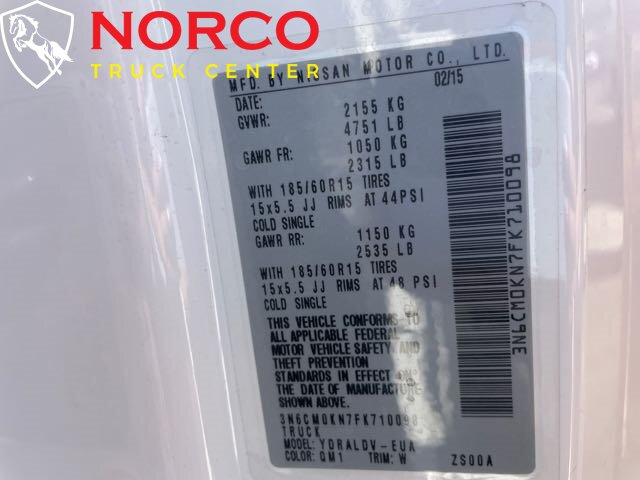 NORCO
TRUCK CENTER
MFD. BY NISSAN MOTOR CO., LTD.
DATE: 02/15
GVWR: 2155 KG
4751 LB
GAWR FR: 1050 KG
2315 LB
WITH 185/60R15 TIRES
15x5.5 JJ RIMS AT 44PSI
COLD SINGLE
GAWR RR: 1150 KG
2535 LB
WITH 185/60R15 TIRES
15x5.5 JJ RIMS AT 48 PSI
COLD SINGLE
THIS VEHICLE CONFORMS TO
ALL APPLICABLE FEDERAL
MOTOR VEHICLE SAFETY AND
THEFT PREVENTION
STANDARDS IN EFFECT ON
THE DATE OF MANUFACTURE
SHOWN ABOVE.
3N6CM0KN7FK710098
TRUCK
MODEL: YDRALDV-EUA
COLOR: QM1 TRIM: W ZS00A
3N6CM0KN7FK710098